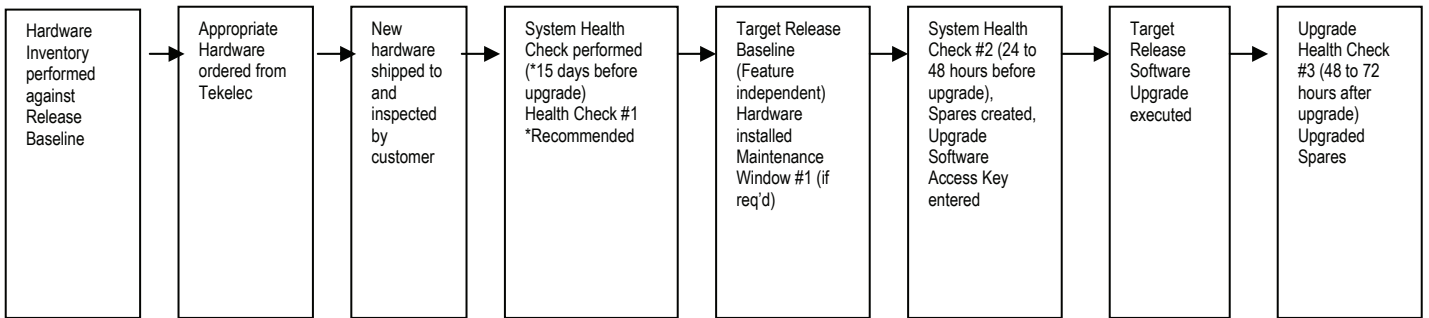 Hardware
Inventory
performed
against
Release
Baseline
Appropriate
Hardware
ordered from
Tekelec
New
hardware
shipped to
and
inspected
by
customer
System Health
Check performed
(*15 days before
upgrade)
Health Check #1
*Recommended
Target Release
Baseline
(Feature
independent)
Hardware
installed
Maintenance
Window #1 (if
req’d)
System Health
Check #2 (24 to
48 hours before
upgrade),
Spares created,
Upgrade
Software
Access Key
entered
Target
Release
Software
Upgrade
executed
Upgrade
Health Check
#3 (48 to 72
hours after
upgrade)
Upgraded
Spares